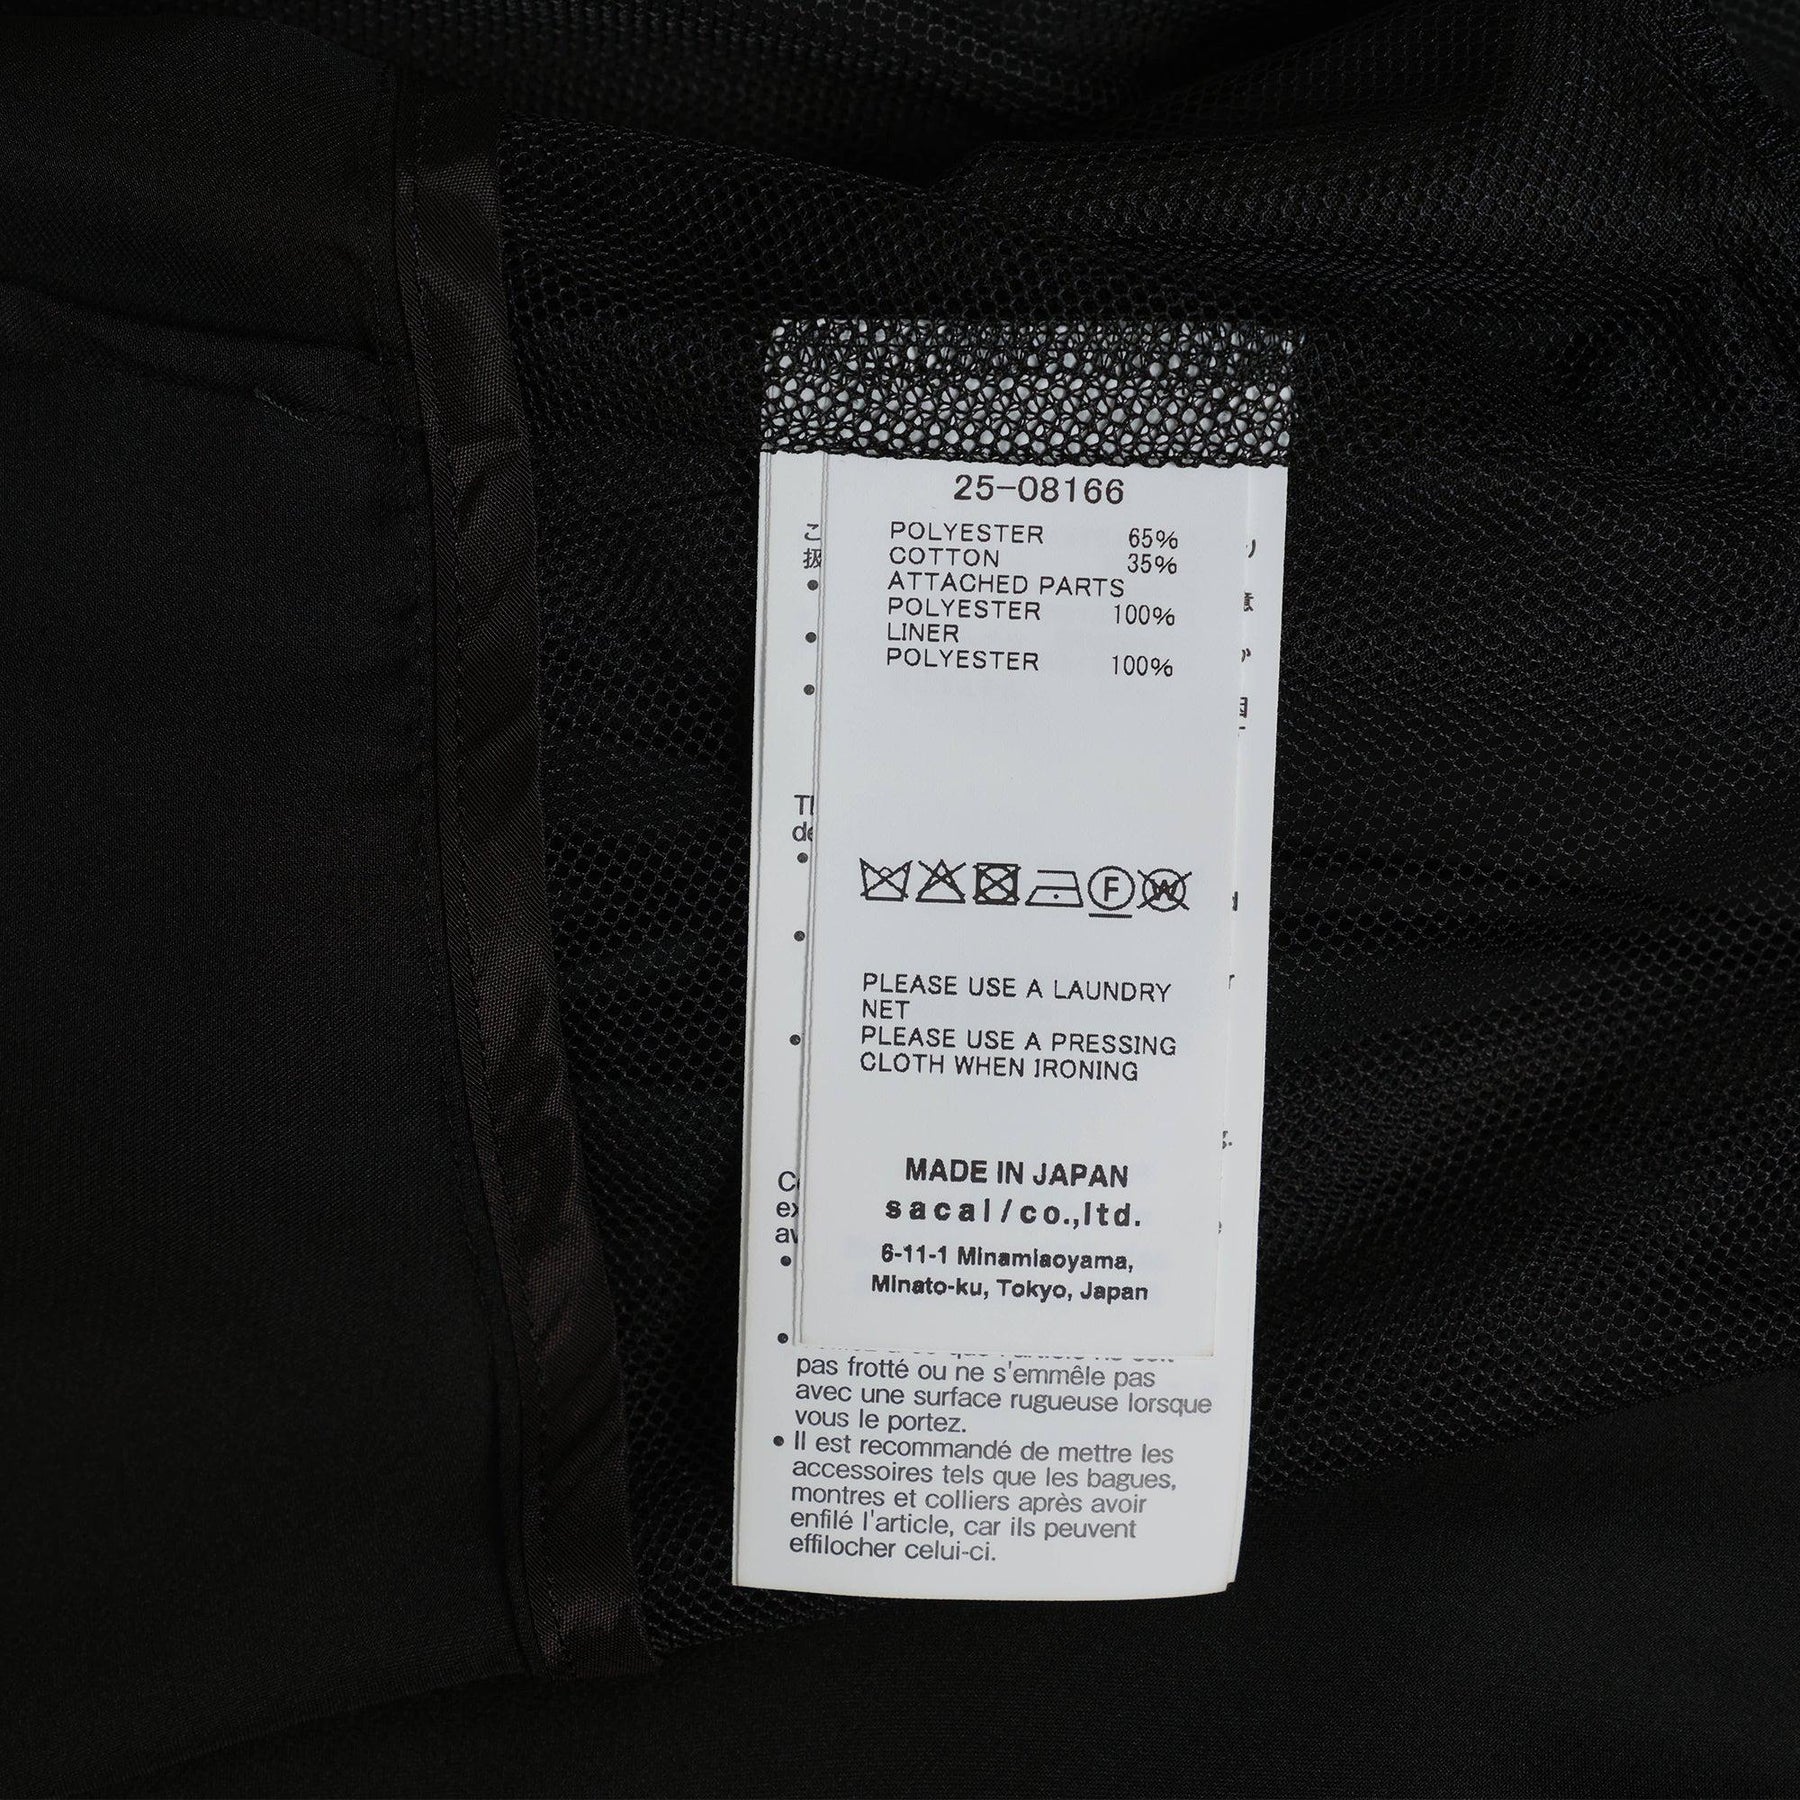 25-08166
POLYESTER 65%
COTTON 35%
ATTACHED PARTS
POLYESTER 100%
LINER
POLYESTER 100%
F W
PLEASE USE A LAUNDRY
NET
PLEASE USE A PRESSING
CLOTH WHEN IRONING
MADE IN JAPAN
sacai/co.,ltd.
6-11-1 Minamiaoyama,
Minato-ku, Tokyo, Japan
pas frotté ou ne s'emmêle pas
avec une surface rugueuse lorsque
vous le portez.
• Il est recommandé de mettre les
accessoires tels que les bagues,
montres et colliers après avoir
enfilé l'article, car ils peuvent
effilocher celui-ci.